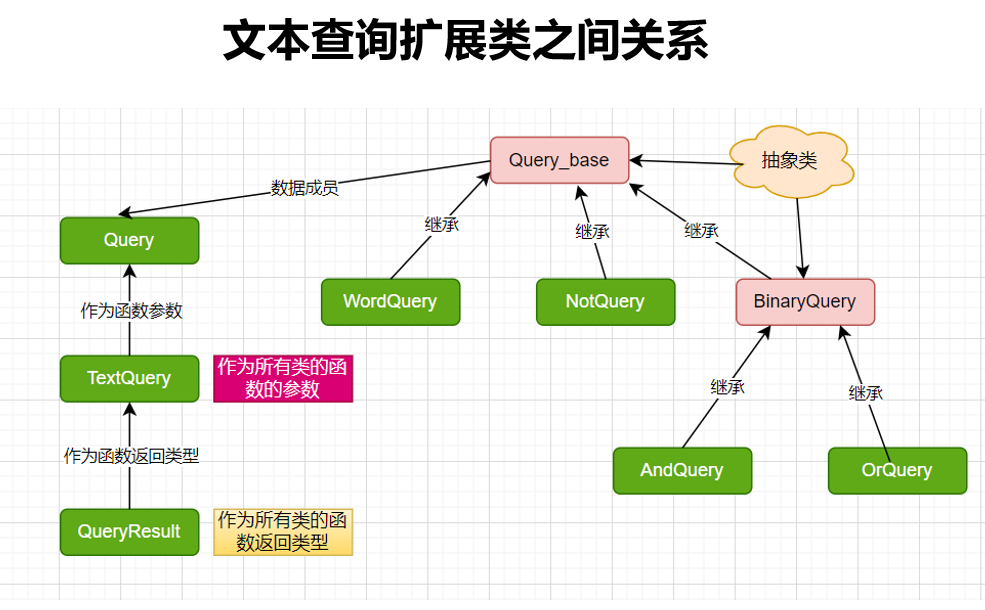 文本查询扩展类之间关系
Query_base
抽象类
数据成员
继承
继承
继承
Query
WordQuery
NotQuery
BinaryQuery
作为函数参数
TextQuery
作为所有类的函
数的参数
继承
继承
作为函数返回类型
AndQuery
OrQuery
QueryResult
作为所有类的函
数返回类型